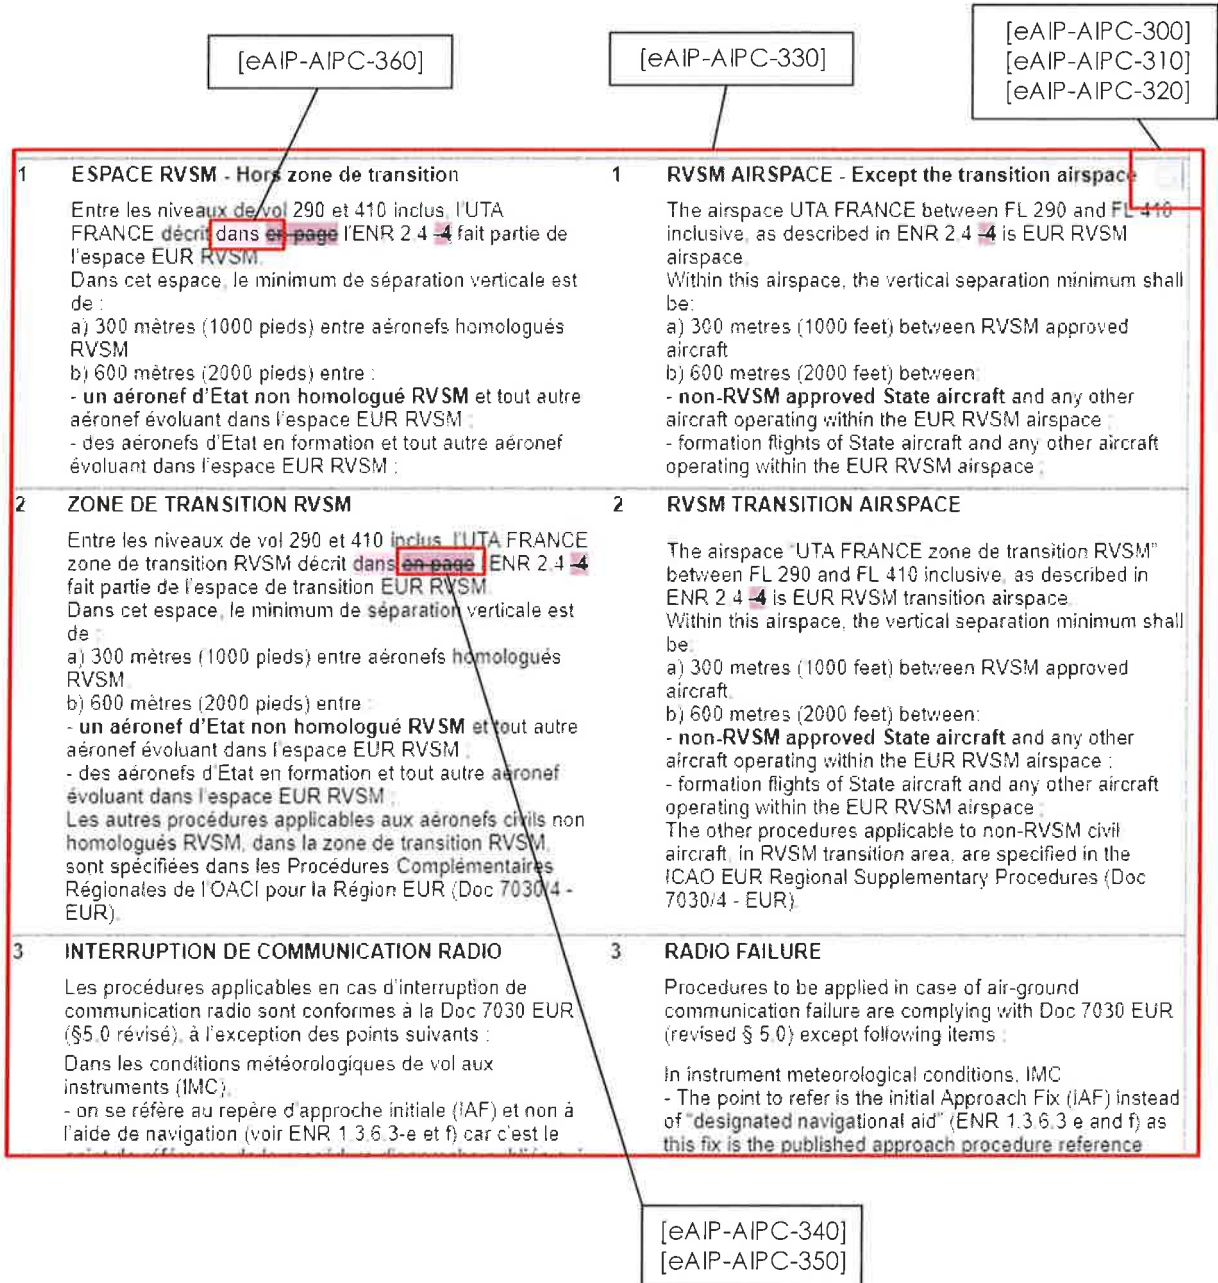 [eAIP-AIPC-360]
[eAIP-AIPC-330]
[eAIP-AIPC-300]
[eAIP-AIPC-310]
[eAIP-AIPC-320]
1 ESPACE RVSM - Hors zone de transition
Entre les niveaux de vol 290 et 410 inclus, l'UTA
FRANCE décrit dans en page l'ENR 2.4 -4 fait partie de
l'espace EUR RVSM.
Dans cet espace, le minimum de séparation verticale est
de :
a) 300 mètres (1000 pieds) entre aéronefs homologués
RVSM
b) 600 mètres (2000 pieds) entre :
- un aéronef d'Etat non homologué RVSM et tout autre
aéronef évoluant dans l'espace EUR RVSM ;
- des aéronefs d'Etat en formation et tout autre aéronef
évoluant dans l'espace EUR RVSM ;
1 RVSM AIRSPACE - Except the transition airspace
The airspace UTA FRANCE between FL 290 and FL 410
inclusive, as described in ENR 2.4 -4 is EUR RVSM
airspace.
Within this airspace, the vertical separation minimum shall
be:
a) 300 metres (1000 feet) between RVSM approved
aircraft
b) 600 metres (2000 feet) between:
- non-RVSM approved State aircraft and any other
aircraft operating within the EUR RVSM airspace ;
- formation flights of State aircraft and any other aircraft
operating within the EUR RVSM airspace ;
2 ZONE DE TRANSITION RVSM
Entre les niveaux de vol 290 et 410 inclus, l'UTA FRANCE
zone de transition RVSM décrit dans en page l'ENR 2.4 -4
fait partie de l'espace de transition EUR RVSM.
Dans cet espace, le minimum de séparation verticale est
de :
a) 300 mètres (1000 pieds) entre aéronefs homologués
RVSM.
b) 600 mètres (2000 pieds) entre :
- un aéronef d'Etat non homologué RVSM et tout autre
aéronef évoluant dans l'espace EUR RVSM ;
- des aéronefs d'Etat en formation et tout autre aéronef
évoluant dans l'espace EUR RVSM ;
Les autres procédures applicables aux aéronefs civils non
homologués RVSM, dans la zone de transition RVSM,
sont spécifiées dans les Procédures Complémentaires
Régionales de l'OACI pour la Région EUR (Doc 7030/4 -
EUR).
2 RVSM TRANSITION AIRSPACE
The airspace "UTA FRANCE zone de transition RVSM"
between FL 290 and FL 410 inclusive, as described in
ENR 2.4 -4 is EUR RVSM transition airspace.
Within this airspace, the vertical separation minimum shall
be:
a) 300 metres (1000 feet) between RVSM approved
aircraft.
b) 600 metres (2000 feet) between:
- non-RVSM approved State aircraft and any other
aircraft operating within the EUR RVSM airspace ;
- formation flights of State aircraft and any other aircraft
operating within the EUR RVSM airspace ;
The other procedures applicable to non-RVSM civil
aircraft, in RVSM transition area, are specified in the
ICAO EUR Regional Supplementary Procedures (Doc
7030/4 - EUR).
3 INTERRUPTION DE COMMUNICATION RADIO
Les procédures applicables en cas d'interruption de
communication radio sont conformes à la Doc 7030 EUR
(§5.0 révisé), à l'exception des points suivants :
Dans les conditions météorologiques de vol aux
instruments (IMC),
- on se réfère au repère d'approche initiale (IAF) et non à
l'aide de navigation (voir ENR 1.3.6.3-e et f) car c'est le
3 RADIO FAILURE
Procedures to be applied in case of air-ground
communication failure are complying with Doc 7030 EUR
(revised § 5.0) except following items :
In instrument meteorological conditions, IMC
- The point to refer is the initial Approach Fix (IAF) instead
of "designated navigational aid" (ENR 1.3.6.3 e and f) as
this fix is the published approach procedure reference
[eAIP-AIPC-340]
[eAIP-AIPC-350]